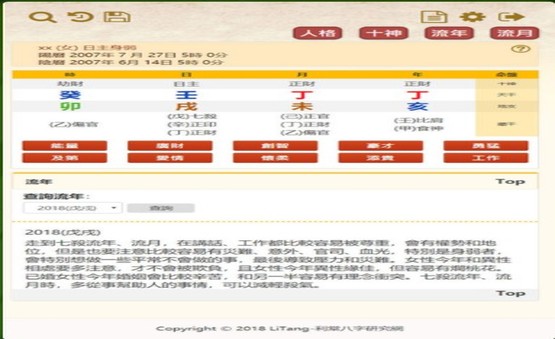 人格 十神 流年 流月
xx (女) 日主身弱
陽曆 2007年 7月 27日 5時 0分
陰曆 2007年 6月 14日 5時 0分
時 日 月 年 命盤
劫財 日主 正財 正財 十神
癸 壬 丁 丁 天干
卯 戌 未 亥 地支
(乙)傷官
(戊)七殺
(辛)正印
(丁)正財
(己)正官
(丁)正財
(乙)傷官
(壬)比肩
(甲)食神
能量 廣財 創智 豪才 勇猛
及第 愛情 懷柔 添貴 工作
流年 Top
查詢流年:
2018(戊戌) 查詢
2018(戊戌)
走到七殺流年、流月，在講話、工作都比較容易被尊重，會有權勢和地
位，但是也要注意比較容易有災難、意外、官司、血光，特別是身弱者，
會特別想做一些平常不會做的事，最後導致壓力和災難。女性今年和異性
相處要多注意，才不會被欺負，且女性今年異性緣佳，但容易有爛桃花。
已婚女性今年婚姻會比較辛苦，和另一半容易有理念衝突。七殺流年、流
月時，多從事幫助人的事情，可以減輕殺氣。
Top
Copyright © 2018 LiTang-利堂八字研究網